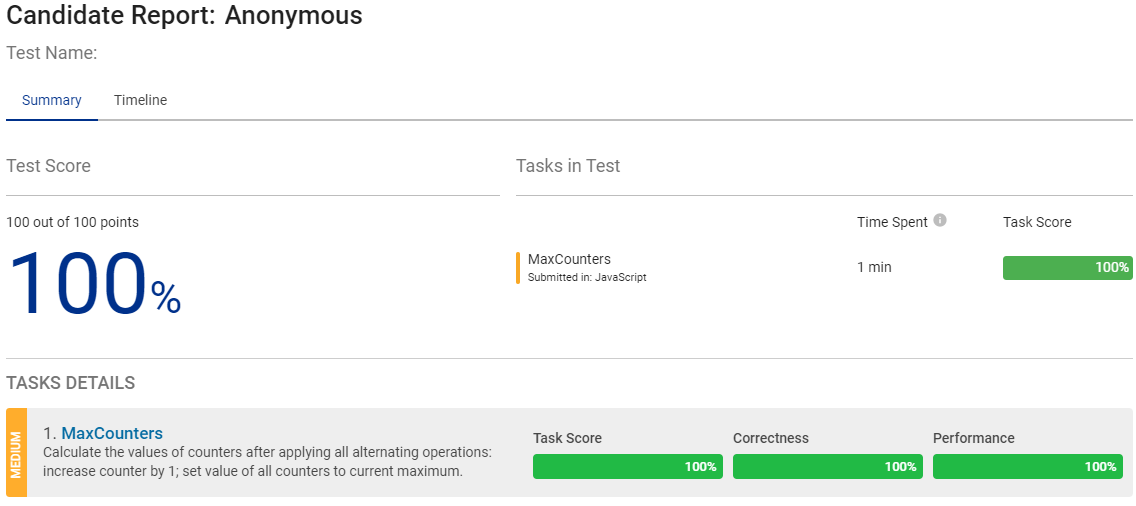 Candidate Report: Anonymous
Test Name:
Summary Timeline
Test Score
Tasks in Test
100 out of 100 points
Time Spent Task Score
100%
MaxCounters
Submitted in: JavaScript
1 min
100%
TASKS DETAILS
MEDIUM
1. MaxCounters
Calculate the values of counters after applying all alternating operations:
increase counter by 1; set value of all counters to current maximum.
Task Score Correctness Performance
100% 100% 100%